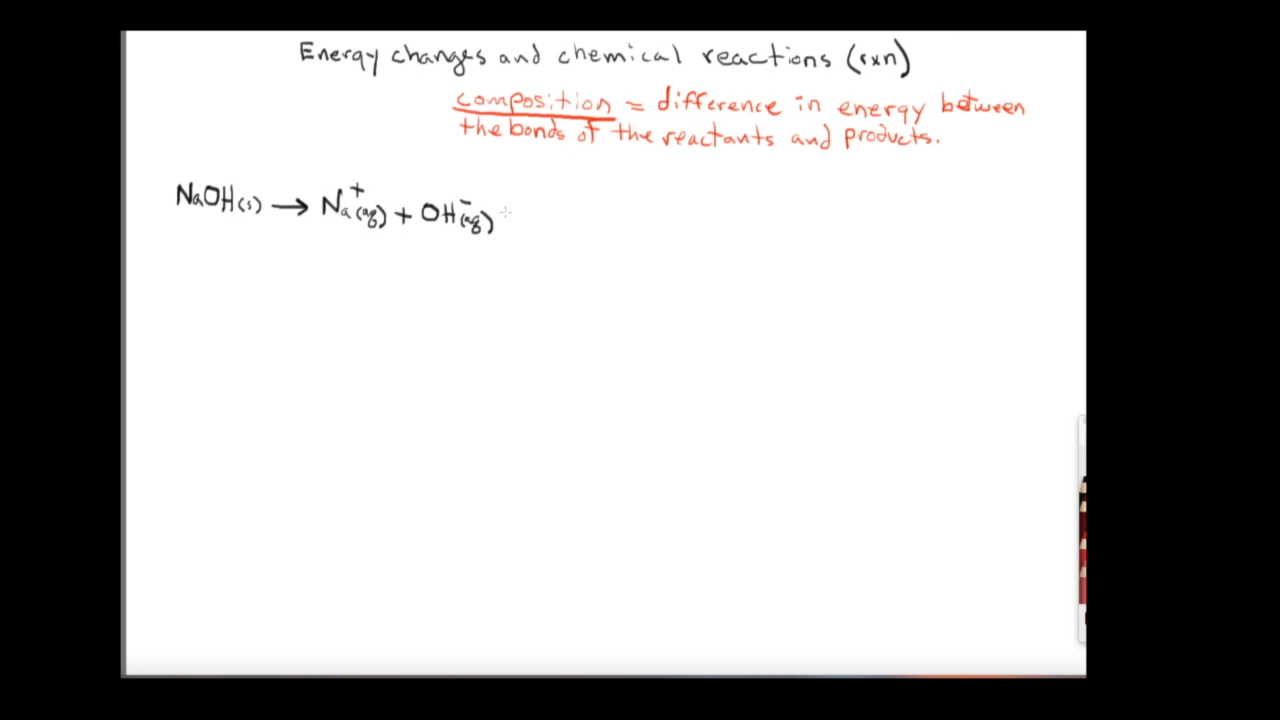 Energy changes and chemical reactions (rxn)
composition = difference in energy between
the bonds of the reactants and products.
NaOH(s) → Na⁺(aq) + OH⁻(aq)